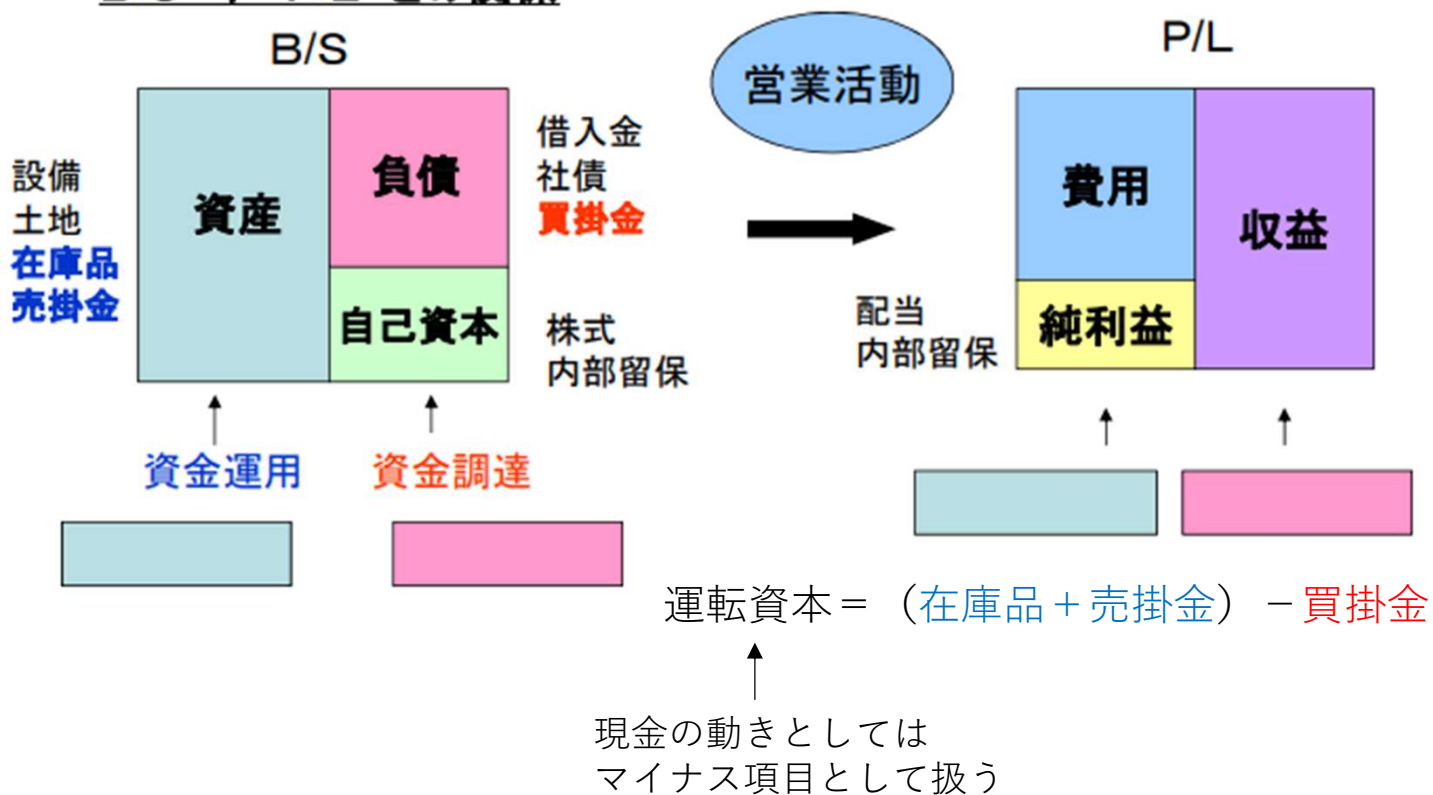 B/S
営業活動
P/L
設備
土地
在庫品
売掛金
資産
負債
自己資本
借入金
社債
買掛金
株式
内部留保
配当
内部留保
費用
純利益
収益
資金運用
資金調達
運転資本＝（在庫品＋売掛金）－買掛金
現金の動きとしては
マイナス項目として扱う